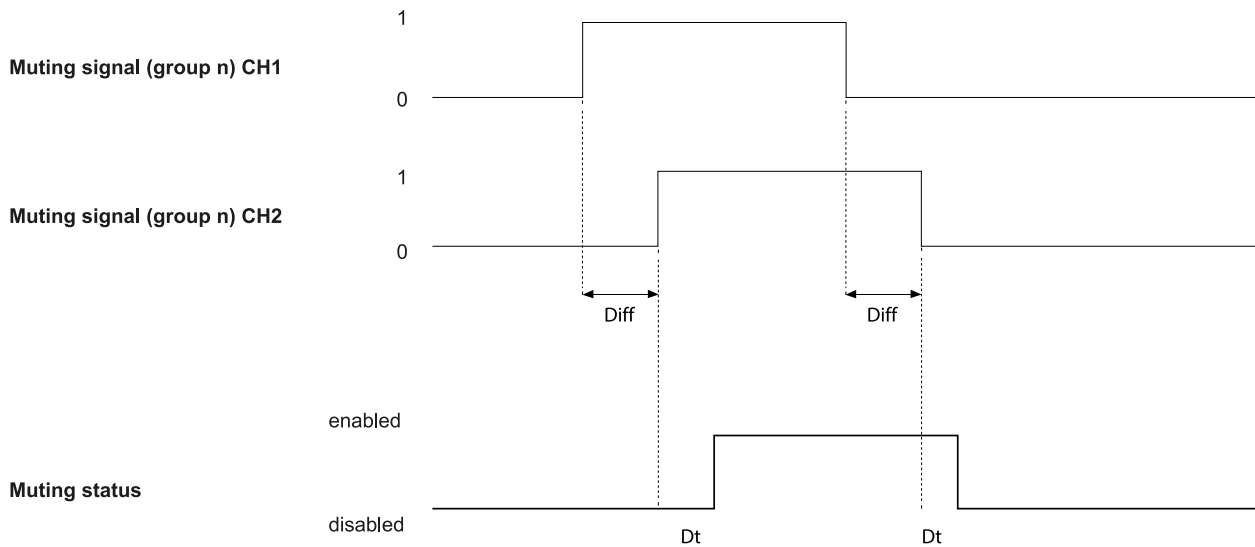 1
Muting signal (group n) CH1
0
1
Muting signal (group n) CH2
0
Diff Diff
enabled
Muting status
disabled
Dt Dt